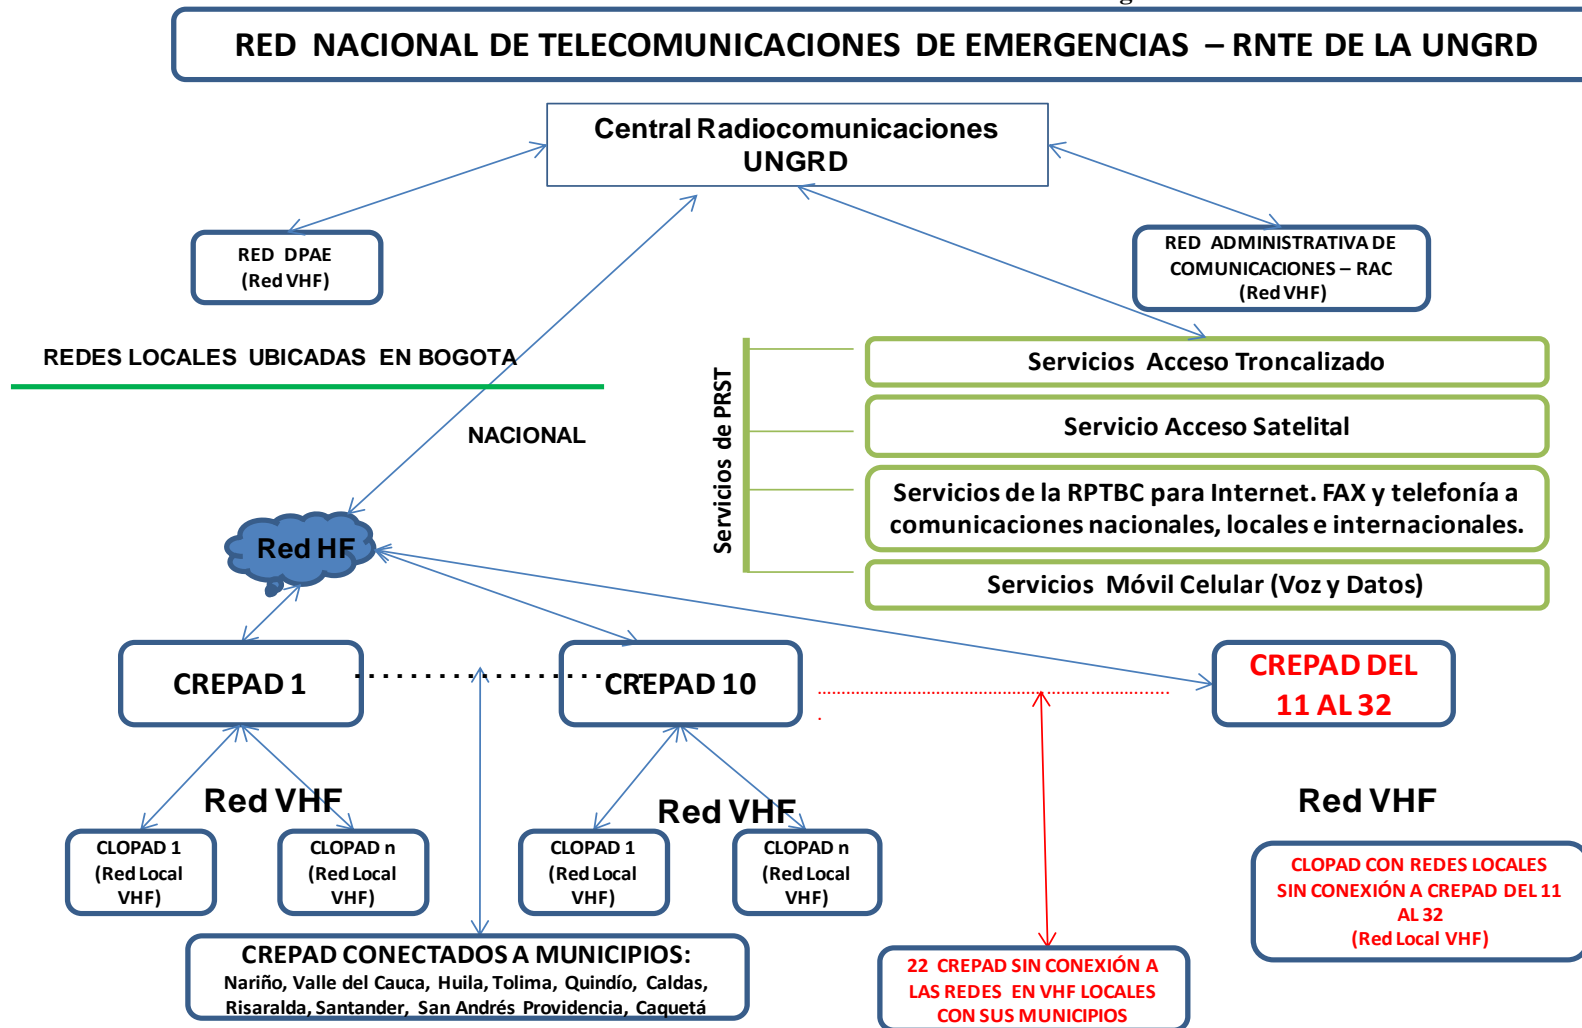 RED NACIONAL DE TELECOMUNICACIONES DE EMERGENCIAS – RNTE DE LA UNGRD
Central Radiocomunicaciones
UNGRD
RED DPAE
(Red VHF)
RED ADMINISTRATIVA DE
COMUNICACIONES – RAC
(Red VHF)
REDES LOCALES UBICADAS EN BOGOTA
NACIONAL
Servicios de PRST
Servicios Acceso Troncalizado
Servicio Acceso Satelital
Servicios de la RPTBC para Internet. FAX y telefonía a
comunicaciones nacionales, locales e internacionales.
Servicios Móvil Celular (Voz y Datos)
Red HF
CREPAD 1
CREPAD 10
CREPAD DEL
11 AL 32
Red VHF
Red VHF
Red VHF
CLOPAD 1
(Red Local
VHF)
CLOPAD n
(Red Local
VHF)
CLOPAD 1
(Red Local
VHF)
CLOPAD n
(Red Local
VHF)
CLOPAD CON REDES LOCALES
SIN CONEXIÓN A CREPAD DEL 11
AL 32
(Red Local VHF)
CREPAD CONECTADOS A MUNICIPIOS:
Nariño, Valle del Cauca, Huila, Tolima, Quindío, Caldas,
Risaralda, Santander, San Andrés Providencia, Caquetá
22 CREPAD SIN CONEXIÓN A
LAS REDES EN VHF LOCALES
CON SUS MUNICIPIOS